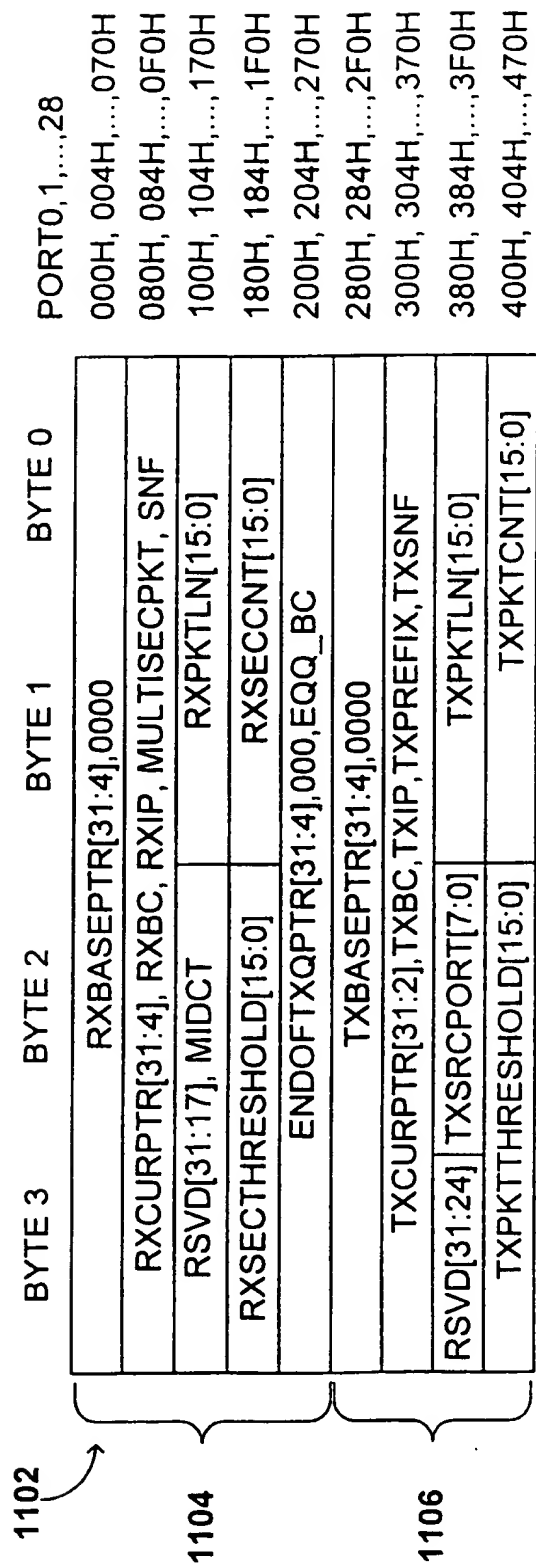 1102
BYTE 3 BYTE 2 BYTE 1 BYTE 0 PORT0,1,...,28
RXBASEPTR[31:4],0000 000H, 004H,...,070H
RXCURPTR[31:4], RXBC, RXIP, MULTISECPKT, SNF 080H, 084H,...,0F0H
RSVD[31:17], MIDCT RXPKTLN[15:0] 100H, 104H,...,170H
1104
RXSECTHRESHOLD[15:0] RXSECCNT[15:0] 180H, 184H,..., 1F0H
ENDOFTXQPTR[31:4],000,EQQ_BC 200H, 204H,...,270H
TXBASEPTR[31:4],0000 280H, 284H,...,2F0H
TXCURPTR[31:2],TXBC,TXIP,TXPREFIX,TXSNF 300H, 304H,...,370H
1106
RSVD[31:24] TXSRCPORT[7:0] TXPKTLN[15:0] 380H, 384H,...,3F0H
TXPKTTHRESHOLD[15:0] TXPKTCNT[15:0] 400H, 404H,...,470H